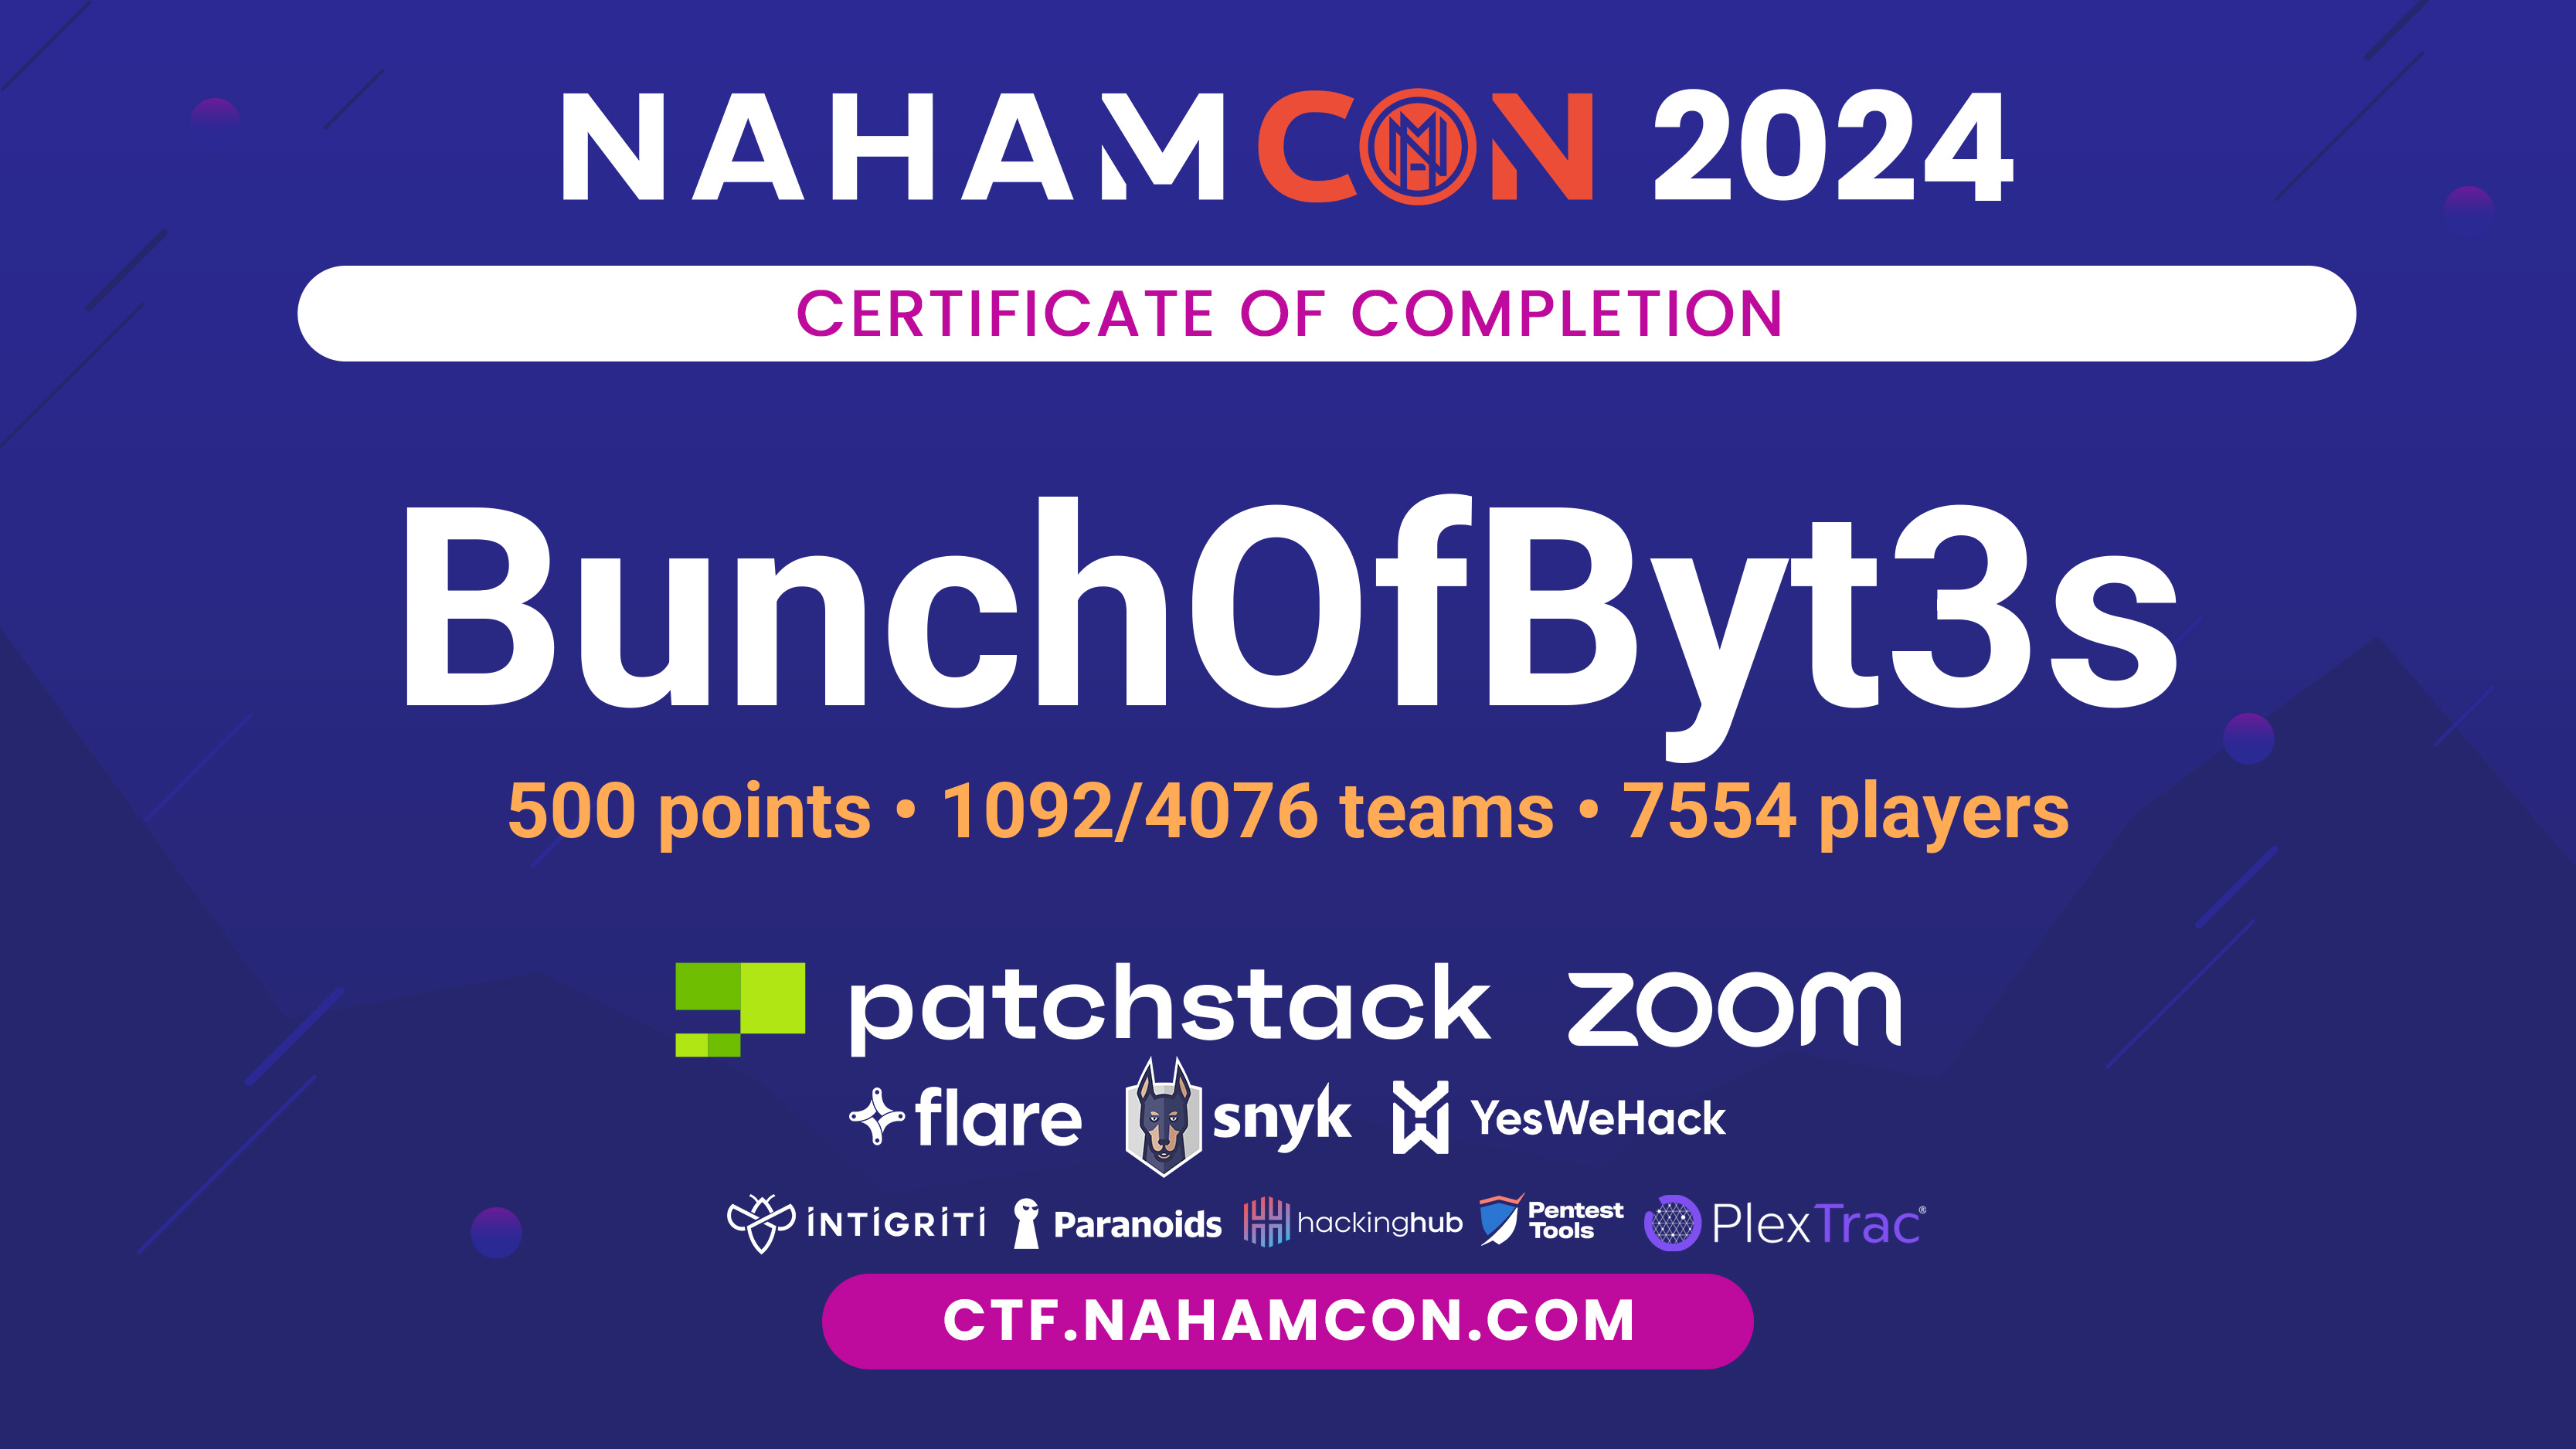 NAHAMCON 2024
CERTIFICATE OF COMPLETION
BunchOfByt3s
500 points • 1092/4076 teams • 7554 players
patchstack zoom
flare snyk YesWeHack
INTIGRITI Paranoids hackinghub Pentest Tools PlexTrac®
CTF.NAHAMCON.COM